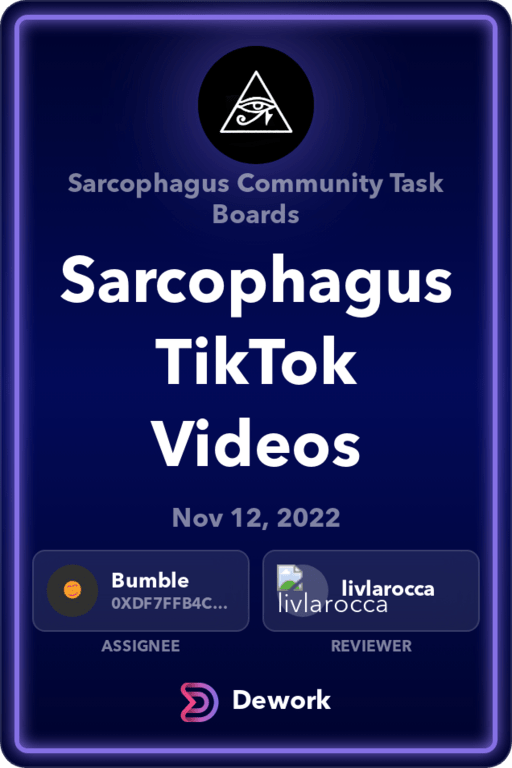 Sarcophagus Community Task
Boards
Sarcophagus
TikTok
Videos
Nov 12, 2022
Bumble
0XDF7FFB4C...
livlarocca
livlarocca
ASSIGNEE
REVIEWER
Dework